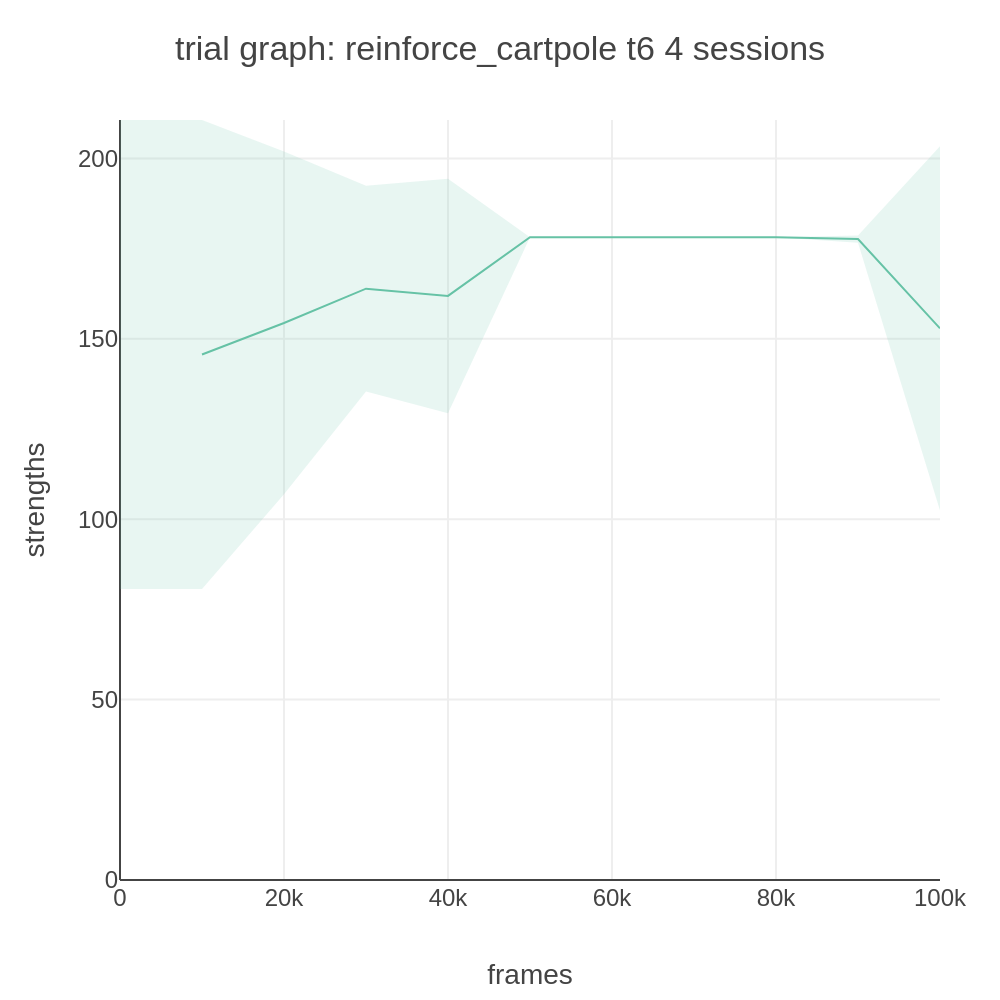 trial graph: reinforce_cartpole t6 4 sessions
200
150
100
50
0
strengths
0 20k 40k 60k 80k 100k
frames